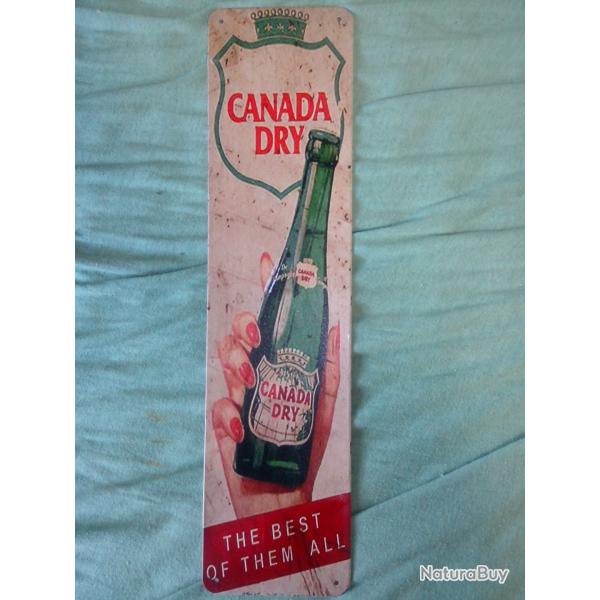 CANADA
DRY
CANADA
DRY
CANADA
DRY
THE BEST
OF THEM ALL
NaturaBuy